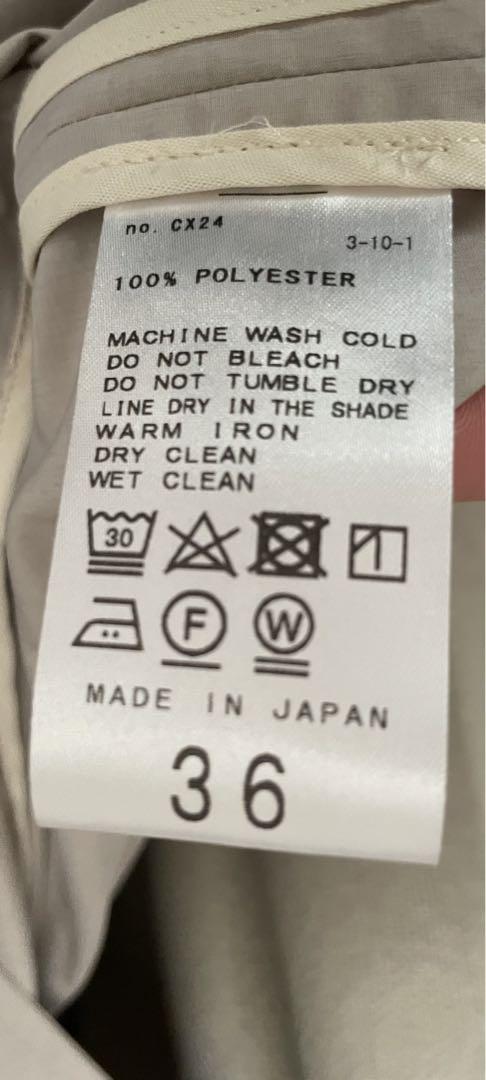 no. CX24
3-10-1
100% POLYESTER
MACHINE WASH COLD
DO NOT BLEACH
DO NOT TUMBLE DRY
LINE DRY IN THE SHADE
WARM IRON
DRY CLEAN
WET CLEAN
30
F W
MADE IN JAPAN
36